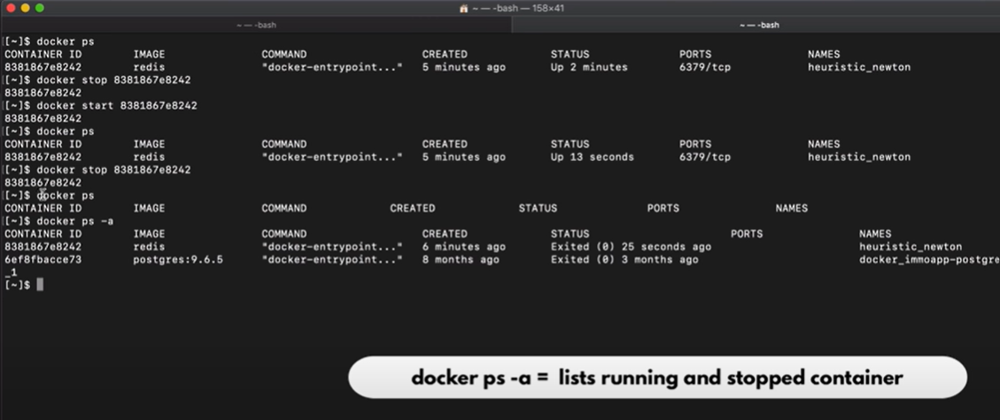 ~ — -bash — 158×41
~ — -bash
~ — -bash
[~]$ docker ps
CONTAINER ID IMAGE COMMAND CREATED STATUS PORTS NAMES
8381867e8242 redis "docker-entrypoint..." 5 minutes ago Up 2 minutes 6379/tcp heuristic_newton
[~]$ docker stop 8381867e8242
8381867e8242
[~]$ docker start 8381867e8242
8381867e8242
[~]$ docker ps
CONTAINER ID IMAGE COMMAND CREATED STATUS PORTS NAMES
8381867e8242 redis "docker-entrypoint..." 5 minutes ago Up 13 seconds 6379/tcp heuristic_newton
[~]$ docker stop 8381867e8242
8381867e8242
[~]$ docker ps
CONTAINER ID IMAGE COMMAND CREATED STATUS PORTS NAMES
[~]$ docker ps -a
CONTAINER ID IMAGE COMMAND CREATED STATUS PORTS NAMES
8381867e8242 redis "docker-entrypoint..." 6 minutes ago Exited (0) 25 seconds ago heuristic_newton
6ef8fbacce73 postgres:9.6.5 "docker-entrypoint..." 8 months ago Exited (0) 3 months ago docker_immoapp-postgre
_1
[~]$
docker ps -a = lists running and stopped container